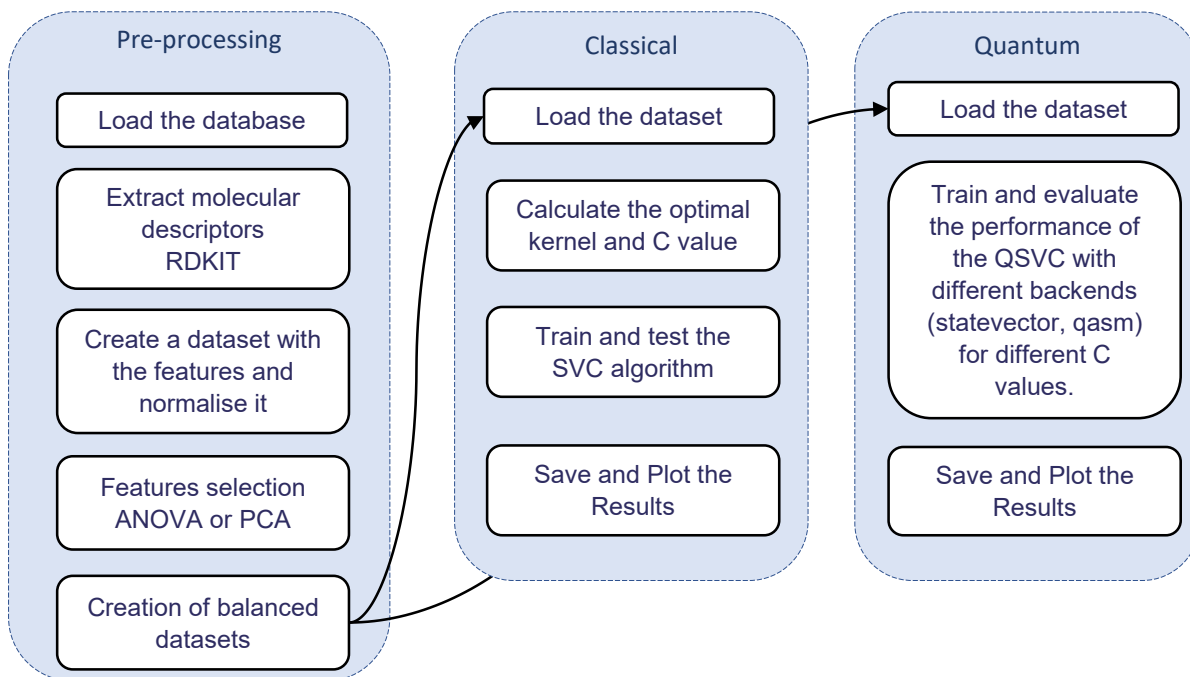 Pre-processing
Load the database
Extract molecular
descriptors
RDKIT
Create a dataset with
the features and
normalise it
Features selection
ANOVA or PCA
Creation of balanced
datasets
Classical
Load the dataset
Calculate the optimal
kernel and C value
Train and test the
SVC algorithm
Save and Plot the
Results
Quantum
Load the dataset
Train and evaluate
the performance of
the QSVC with
different backends
(statevector, qasm)
for different C
values.
Save and Plot the
Results